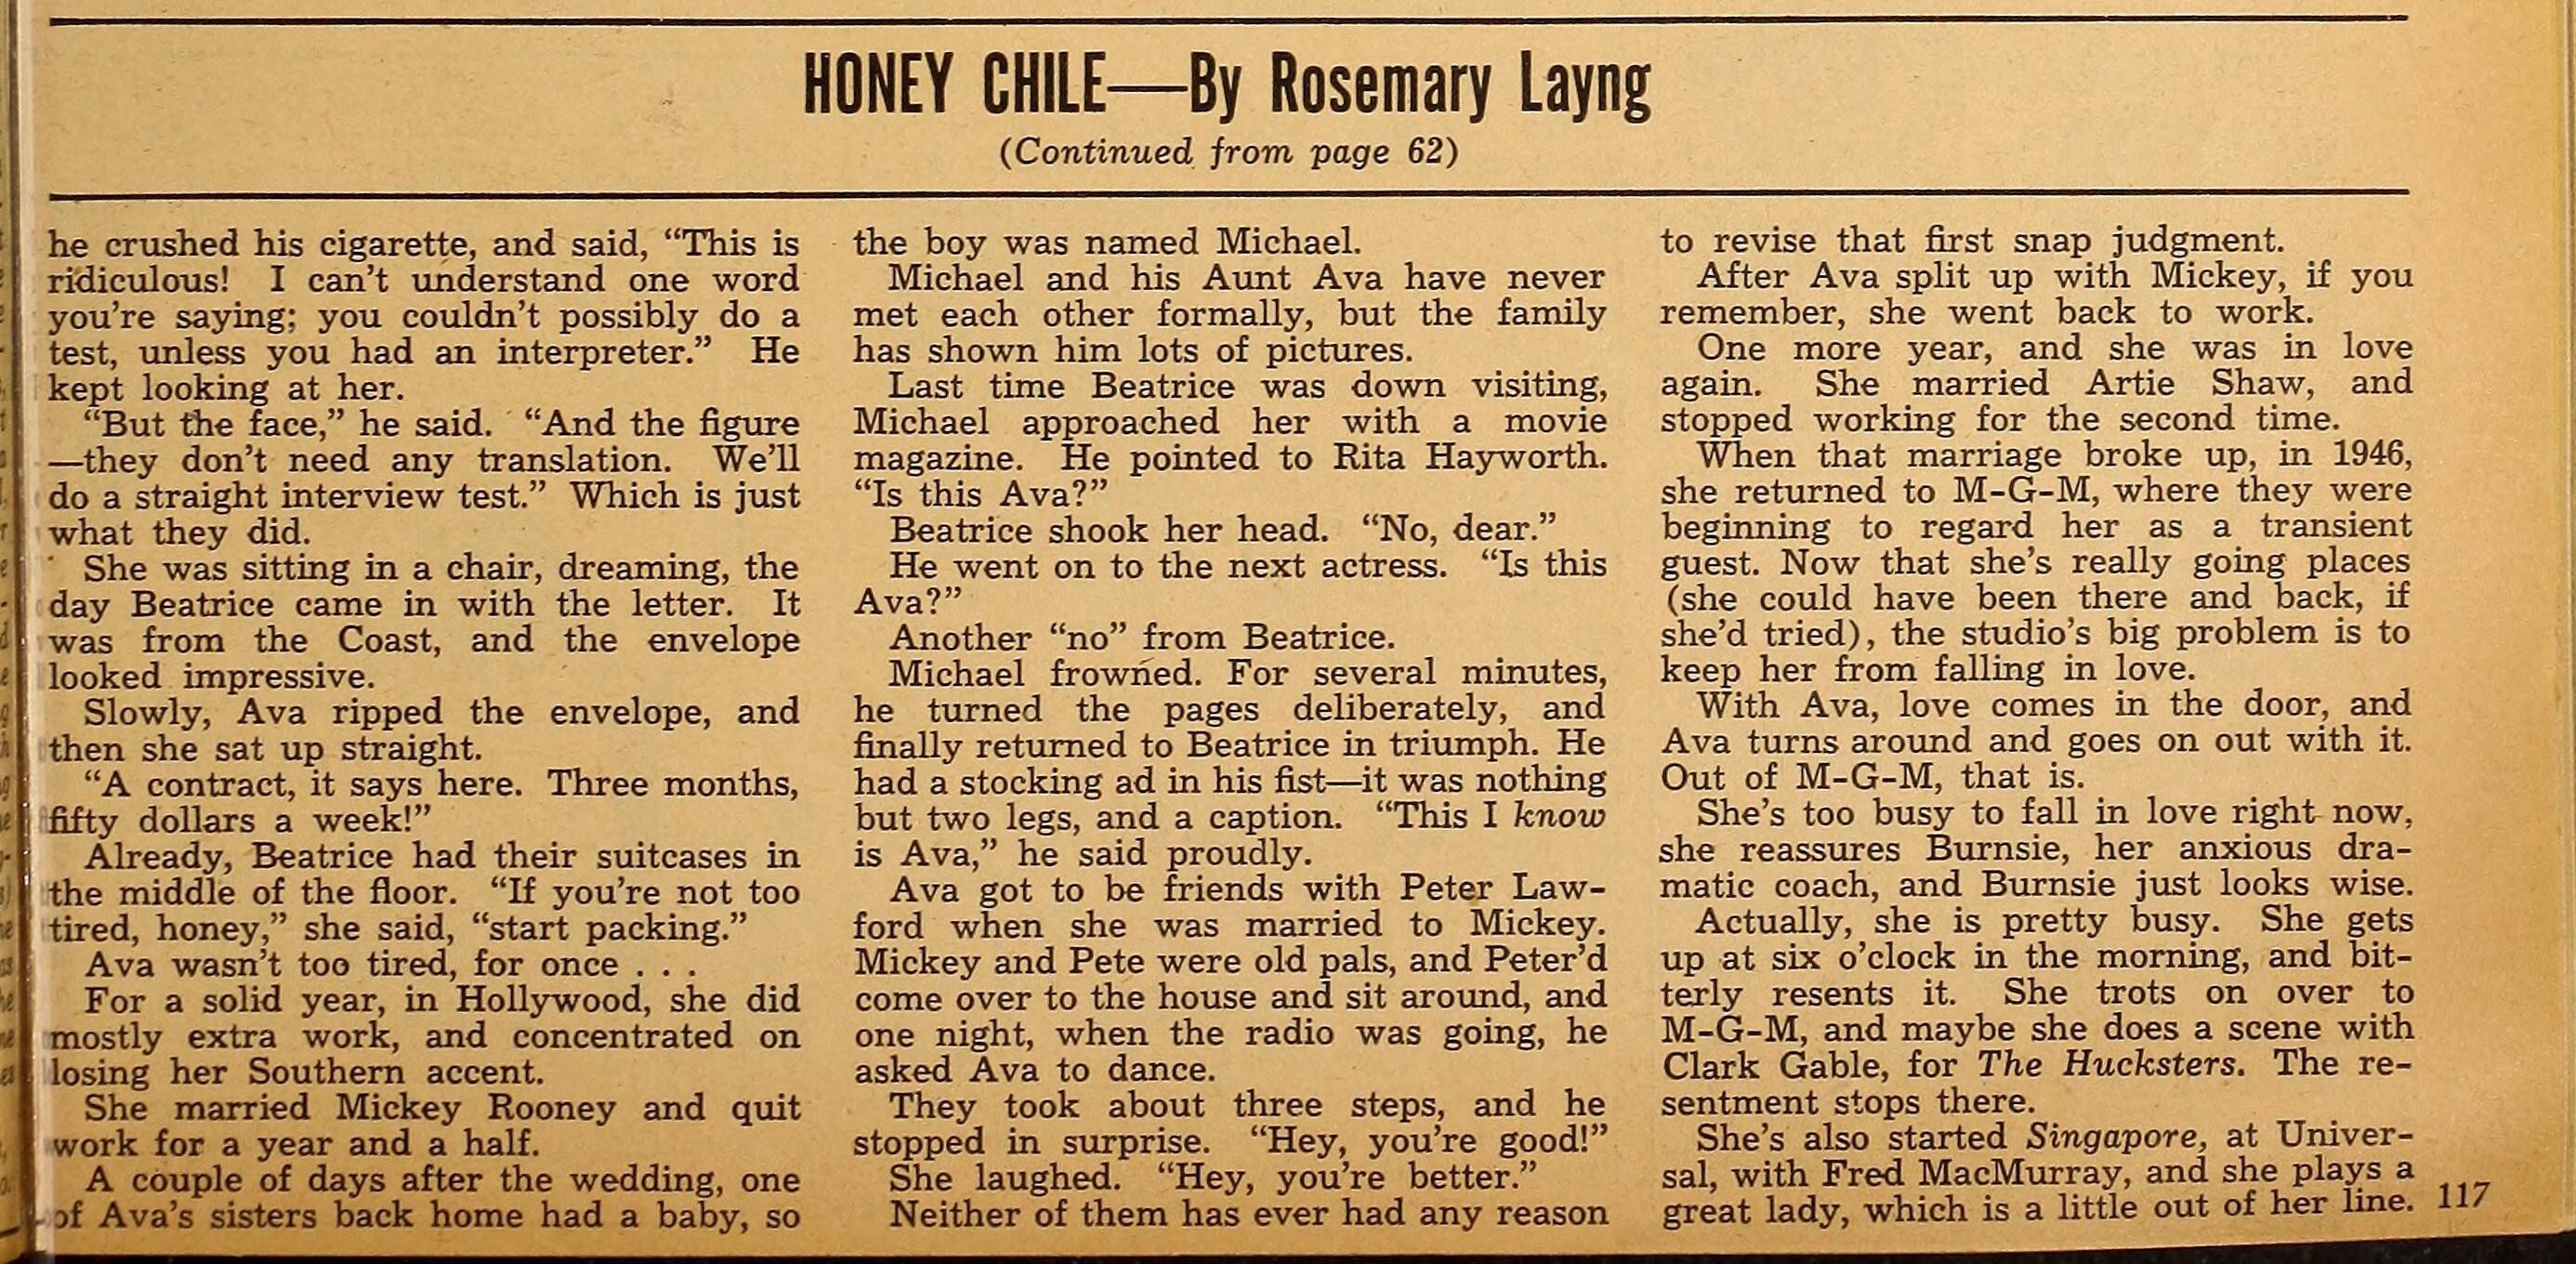 HONEY CHILE—By Rosemary Layng
(Continued from page 62)
he crushed his cigarette, and said, “This is
ridiculous! I can’t understand one word
you’re saying; you couldn’t possibly do a
test, unless you had an interpreter.” He
kept looking at her.
“But the face,” he said. “And the figure
—they don’t need any translation. We’ll
do a straight interview test.” Which is just
what they did.
She was sitting in a chair, dreaming, the
day Beatrice came in with the letter. It
was from the Coast, and the envelope
looked impressive.
Slowly, Ava ripped the envelope, and
then she sat up straight.
“A contract, it says here. Three months,
fifty dollars a week!”
Already, Beatrice had their suitcases in
the middle of the floor. “If you’re not too
tired, honey,” she said, “start packing.”
Ava wasn’t too tired, for once . . .
For a solid year, in Hollywood, she did
mostly extra work, and concentrated on
losing her Southern accent.
She married Mickey Rooney and quit
work for a year and a half.
A couple of days after the wedding, one
of Ava’s sisters back home had a baby, so
the boy was named Michael.
Michael and his Aunt Ava have never
met each other formally, but the family
has shown him lots of pictures.
Last time Beatrice was down visiting,
Michael approached her with a movie
magazine. He pointed to Rita Hayworth.
“Is this Ava?”
Beatrice shook her head. “No, dear.”
He went on to the next actress. “Is this
Ava?”
Another “no” from Beatrice.
Michael frowned. For several minutes,
he turned the pages deliberately, and
finally returned to Beatrice in triumph. He
had a stocking ad in his fist—it was nothing
but two legs, and a caption. “This I know
is Ava,” he said proudly.
Ava got to be friends with Peter Law-
ford when she was married to Mickey.
Mickey and Pete were old pals, and Peter’d
come over to the house and sit around, and
one night, when the radio was going, he
asked Ava to dance.
They took about three steps, and he
stopped in surprise. “Hey, you’re good!”
She laughed. “Hey, you’re better.”
Neither of them has ever had any reason
to revise that first snap judgment.
After Ava split up with Mickey, if you
remember, she went back to work.
One more year, and she was in love
again. She married Artie Shaw, and
stopped working for the second time.
When that marriage broke up, in 1946,
she returned to M-G-M, where they were
beginning to regard her as a transient
guest. Now that she’s really going places
(she could have been there and back, if
she’d tried), the studio’s big problem is to
keep her from falling in love.
With Ava, love comes in the door, and
Ava turns around and goes on out with it.
Out of M-G-M, that is.
She’s too busy to fall in love right now,
she reassures Burnsie, her anxious dra-
matic coach, and Burnsie just looks wise.
Actually, she is pretty busy. She gets
up at six o’clock in the morning, and bit-
terly resents it. She trots on over to
M-G-M, and maybe she does a scene with
Clark Gable, for The Hucksters. The re-
sentment stops there.
She’s also started Singapore, at Univer-
sal, with Fred MacMurray, and she plays a
great lady, which is a little out of her line.
117